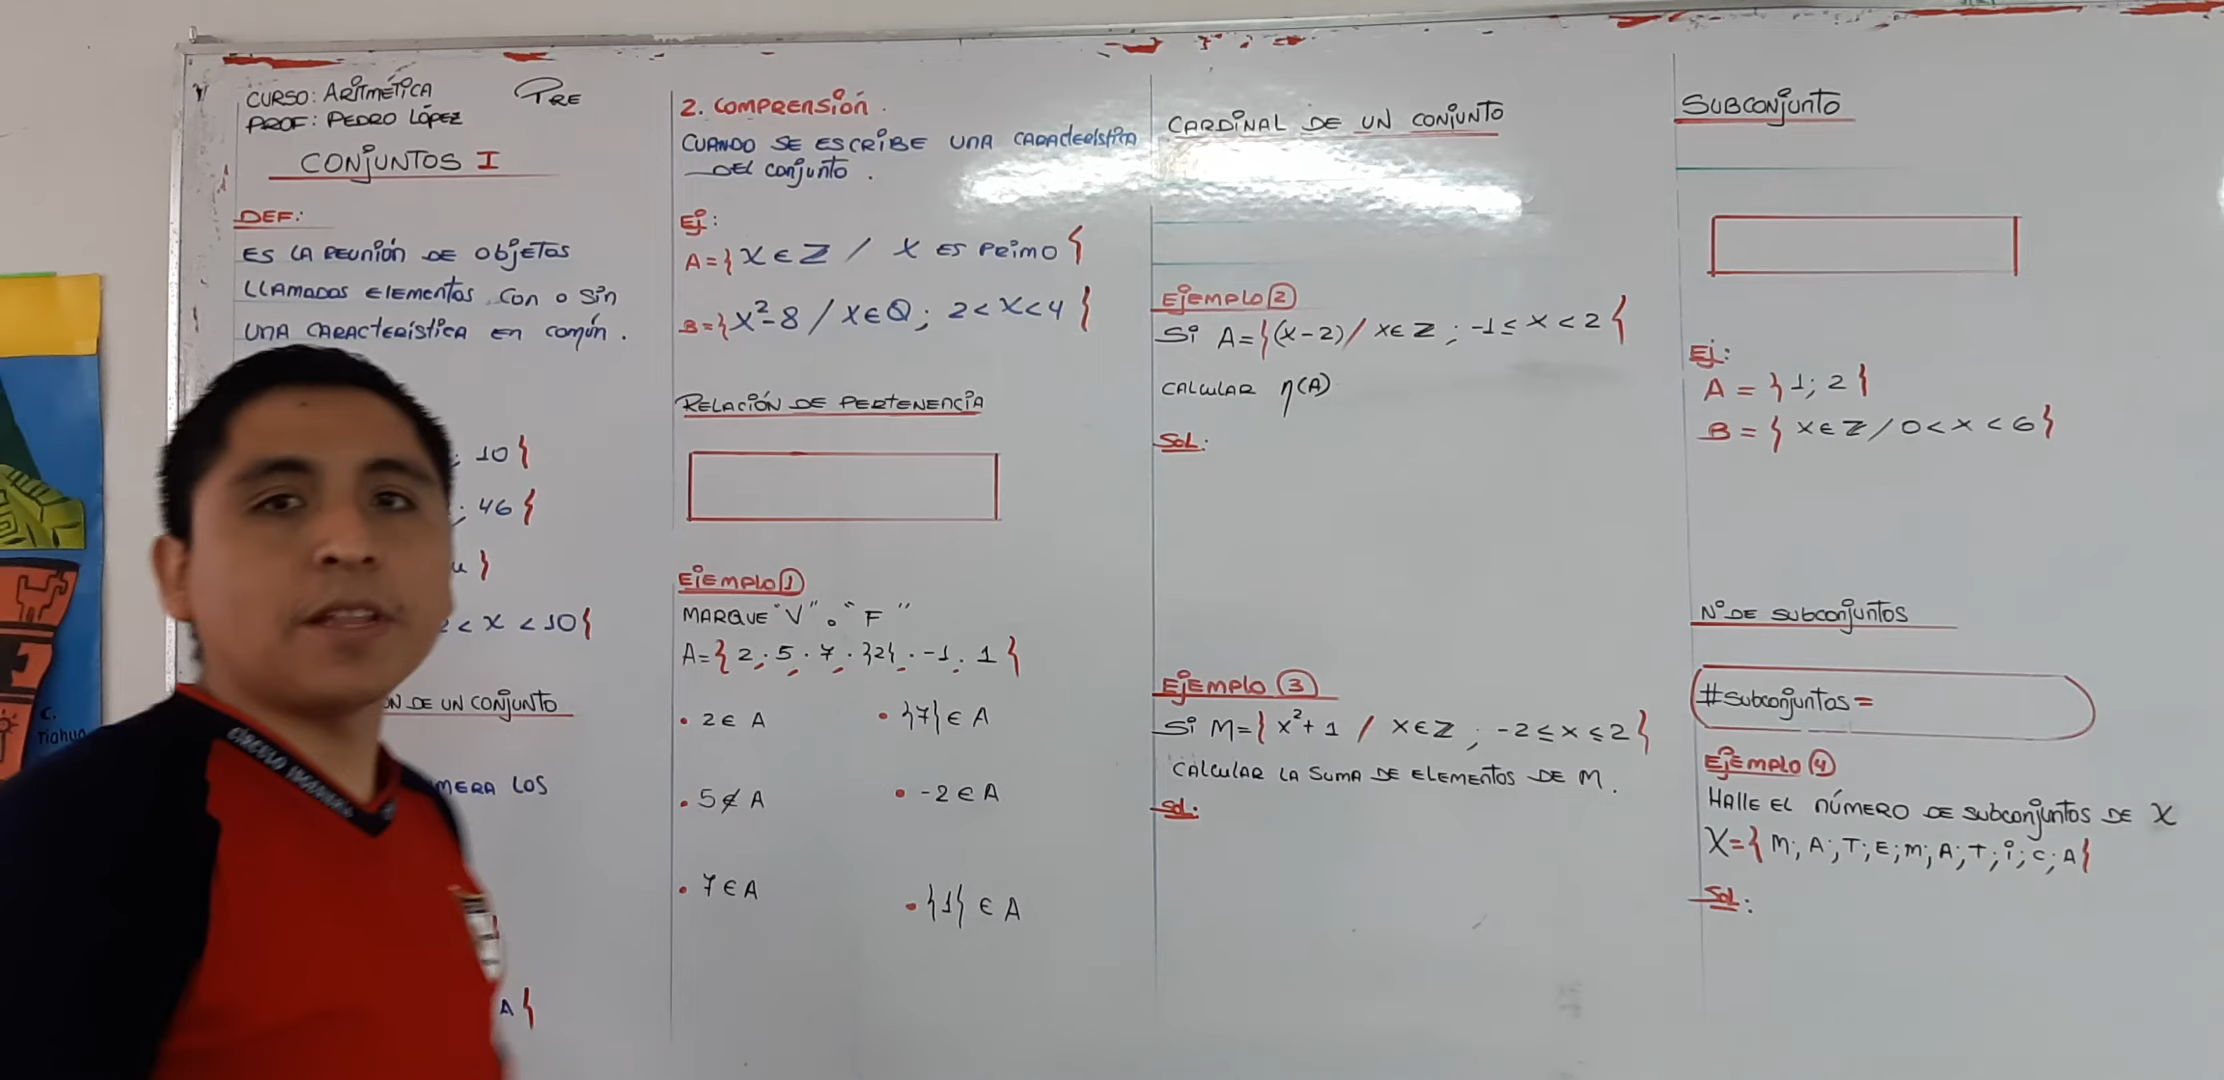 CURSO: ARITMÉTICA
PRE
PROF: PEDRO LÓPEZ
CONJUNTOS I
DEF:
ES LA REUNIÓN DE OBJETOS
LLAMADOS ELEMENTOS CON O SIN
UNA CARACTERÍSTICA EN COMÚN.
; 10}
; 46}
u }
< X < 10}
DE UN CONJUNTO
LOS
A}
2. COMPRENSIÓN.
CUANDO SE ESCRIBE UNA CARACTERÍSTICA
DEL CONJUNTO.
Ej:
A={X ∈ Z / X ES PRIMO}
B={X²-8 / X∈Q; 2<X<4}
RELACIÓN DE PERTENENCIA
EJEMPLO 1
MARQUE "V" o "F"
A={2; 5; 7; {2}; -1; 1}
• 2 ∈ A • {7} ∈ A
• 5 ∉ A • -2 ∈ A
• 7 ∈ A • {1} ∈ A
CARDINAL DE UN CONJUNTO
EJEMPLO 2
Si A={(X-2)/ X∈Z; -1≤X<2}
CALCULAR η(A)
SOL:
EJEMPLO 3
Si M={X²+1 / X∈Z; -2≤X≤2}
CALCULAR LA SUMA DE ELEMENTOS DE M.
Sol:
SUBCONJUNTO
Ej:
A = {1; 2}
B = {X∈Z/0<X<6}
N° DE SUBCONJUNTOS
#SUBCONJUNTOS=
EJEMPLO 4
HALLE EL NÚMERO DE SUBCONJUNTOS DE X
X={M; A; T; E; M; A; T; i; C; A}
Sol:
C.
Tiahua